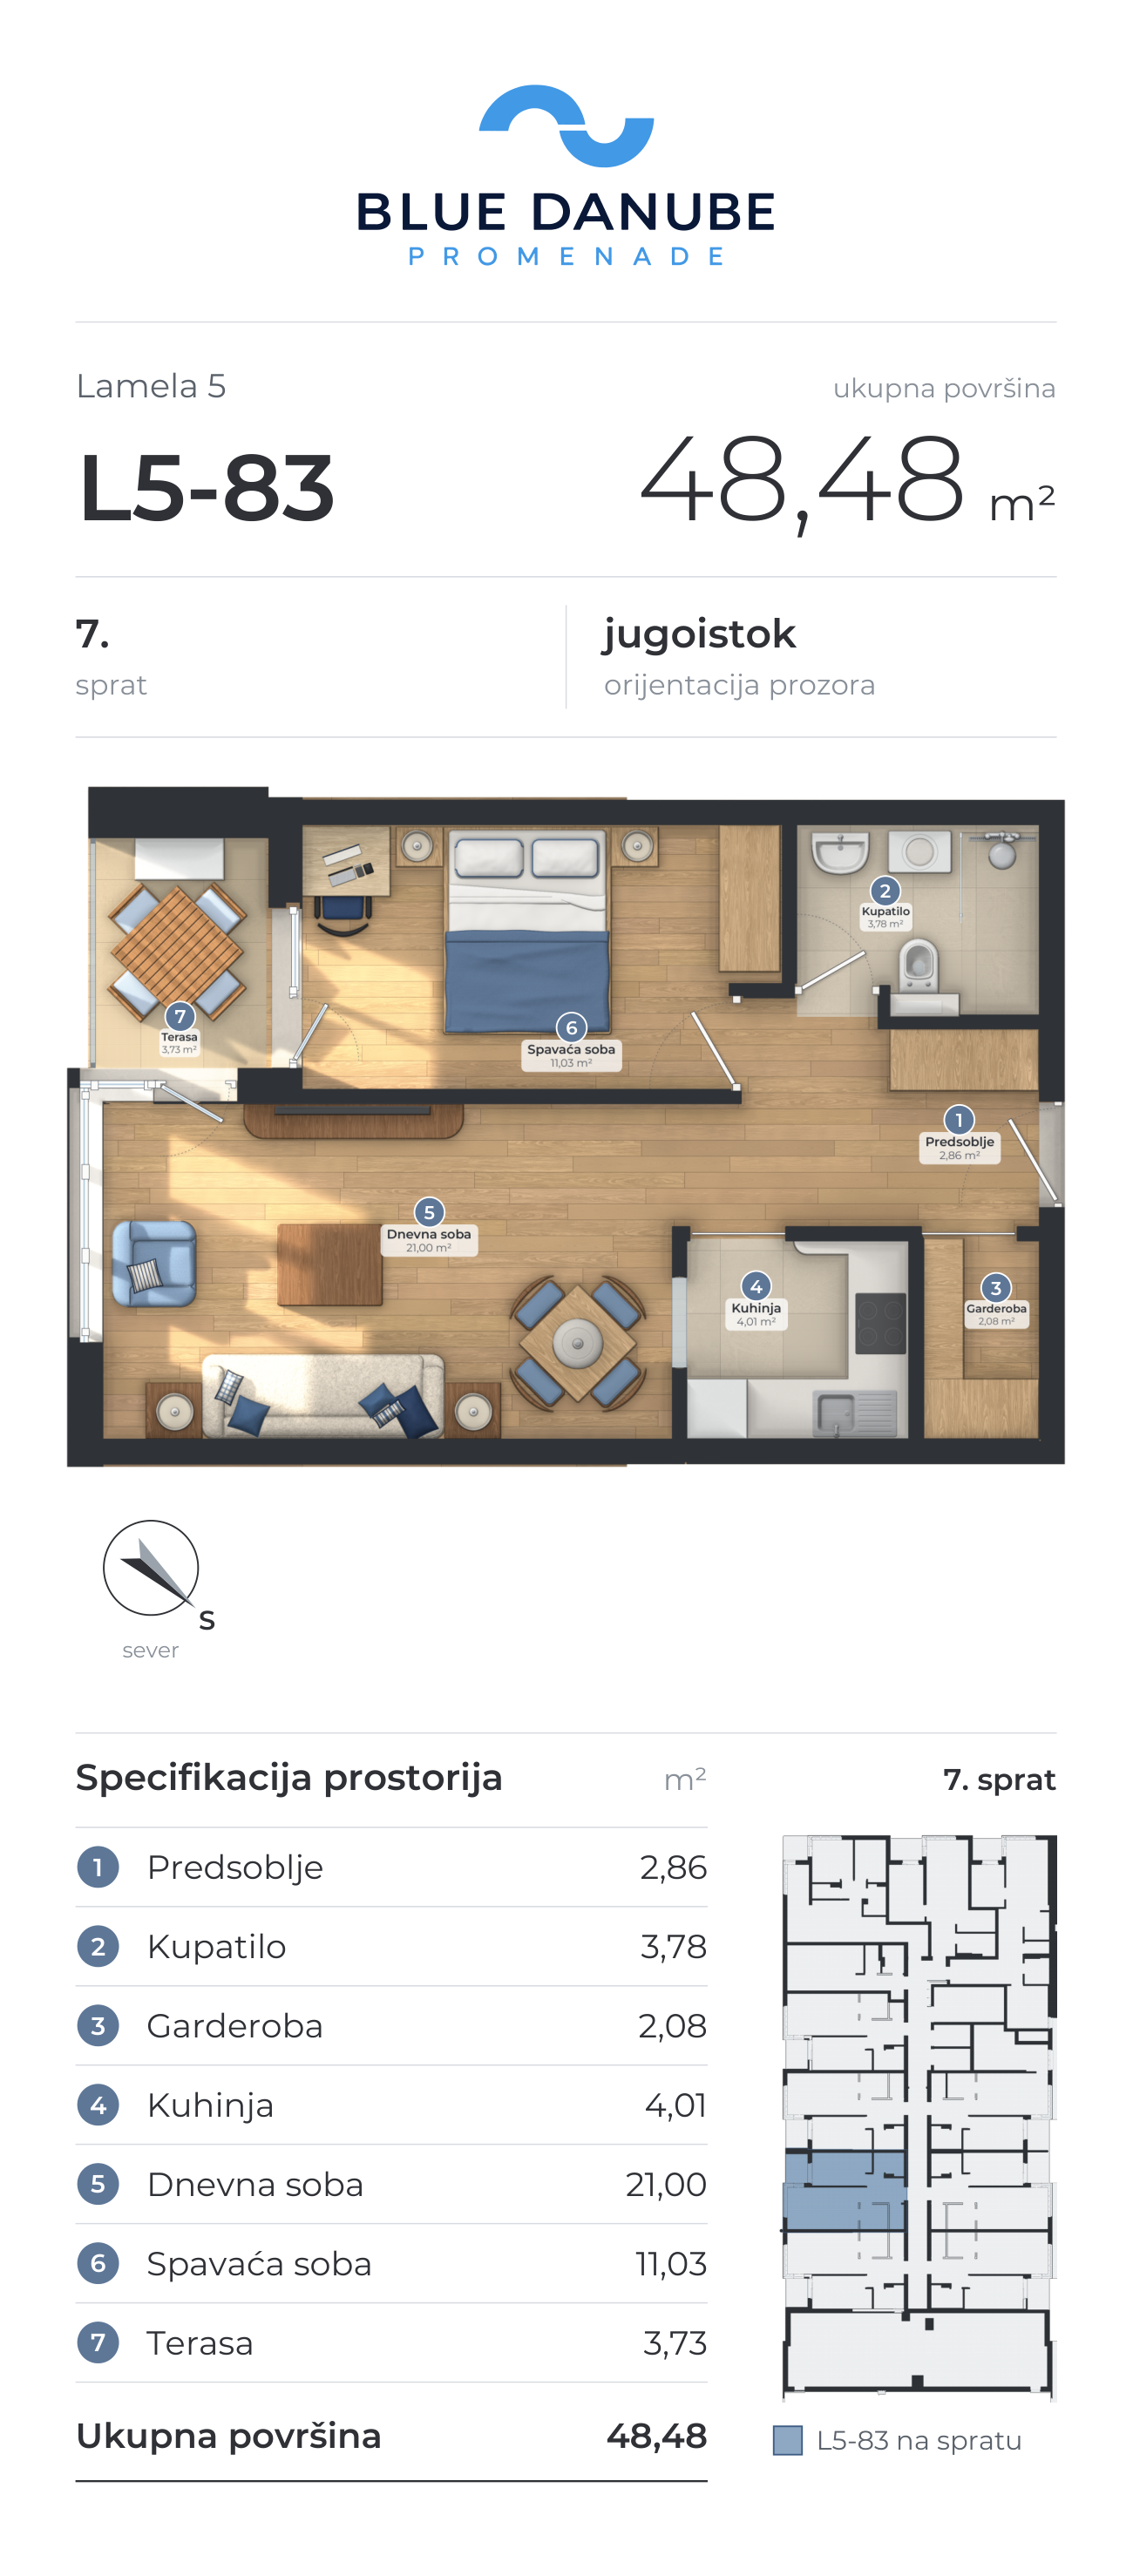 BLUE DANUBE
PROMENADE
Lamela 5
ukupna površina
L5-83
48,48 m²
7.
sprat
jugoistok
orijentacija prozora
2
Kupatilo
3,78 m²
7
Terasa
3,73 m²
6
Spavaća soba
11,03 m²
1
Predsoblje
2,86 m²
5
Dnevna soba
21,00 m²
4
Kuhinja
4,01 m²
3
Garderoba
2,08 m²
S
sever
Specifikacija prostorija m²
7. sprat
1 Predsoblje 2,86
2 Kupatilo 3,78
3 Garderoba 2,08
4 Kuhinja 4,01
5 Dnevna soba 21,00
6 Spavaća soba 11,03
7 Terasa 3,73
Ukupna površina 48,48
L5-83 na spratu